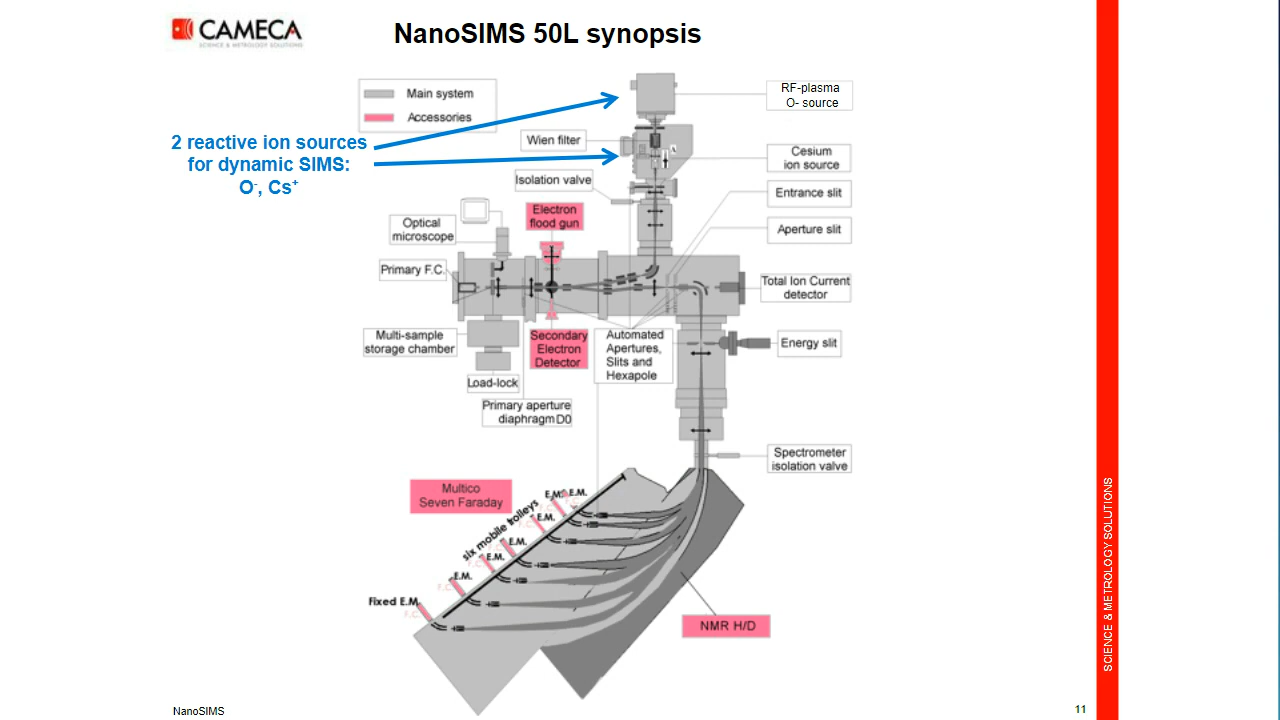 CAMECA
SCIENCE & METROLOGY SOLUTIONS
NanoSIMS 50L synopsis
Main system
Accessories
2 reactive ion sources
for dynamic SIMS:
O-, Cs+
RF-plasma
O- source
Wien filter
Cesium
ion source
Isolation valve
Entrance slit
Electron
flood gun
Optical
microscope
Aperture slit
Primary F.C.
Total Ion Current
detector
Multi-sample
storage chamber
Secondary
Electron
Detector
Automated
Apertures,
Slits and
Hexapole
Energy slit
Load-lock
Primary aperture
diaphragm D0
Spectrometer
isolation valve
Multico
Seven Faraday
six mobile trolleys
E.M.
E.M.
F.C.
E.M.
F.C.
E.M.
F.C.
E.M.
F.C.
E.M.
F.C.
Fixed E.M.
F.C.
NMR H/D
SCIENCE & METROLOGY SOLUTIONS
NanoSIMS
11